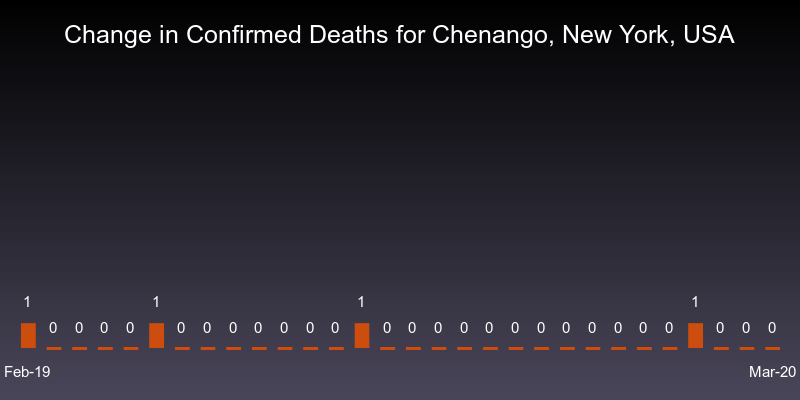 Change in Confirmed Deaths for Chenango, New York, USA
1 1 1 1
0 0 0 0 0 0 0 0 0 0 0 0 0 0 0 0 0 0 0 0 0 0 0 0 0 0
Feb-19 Mar-20